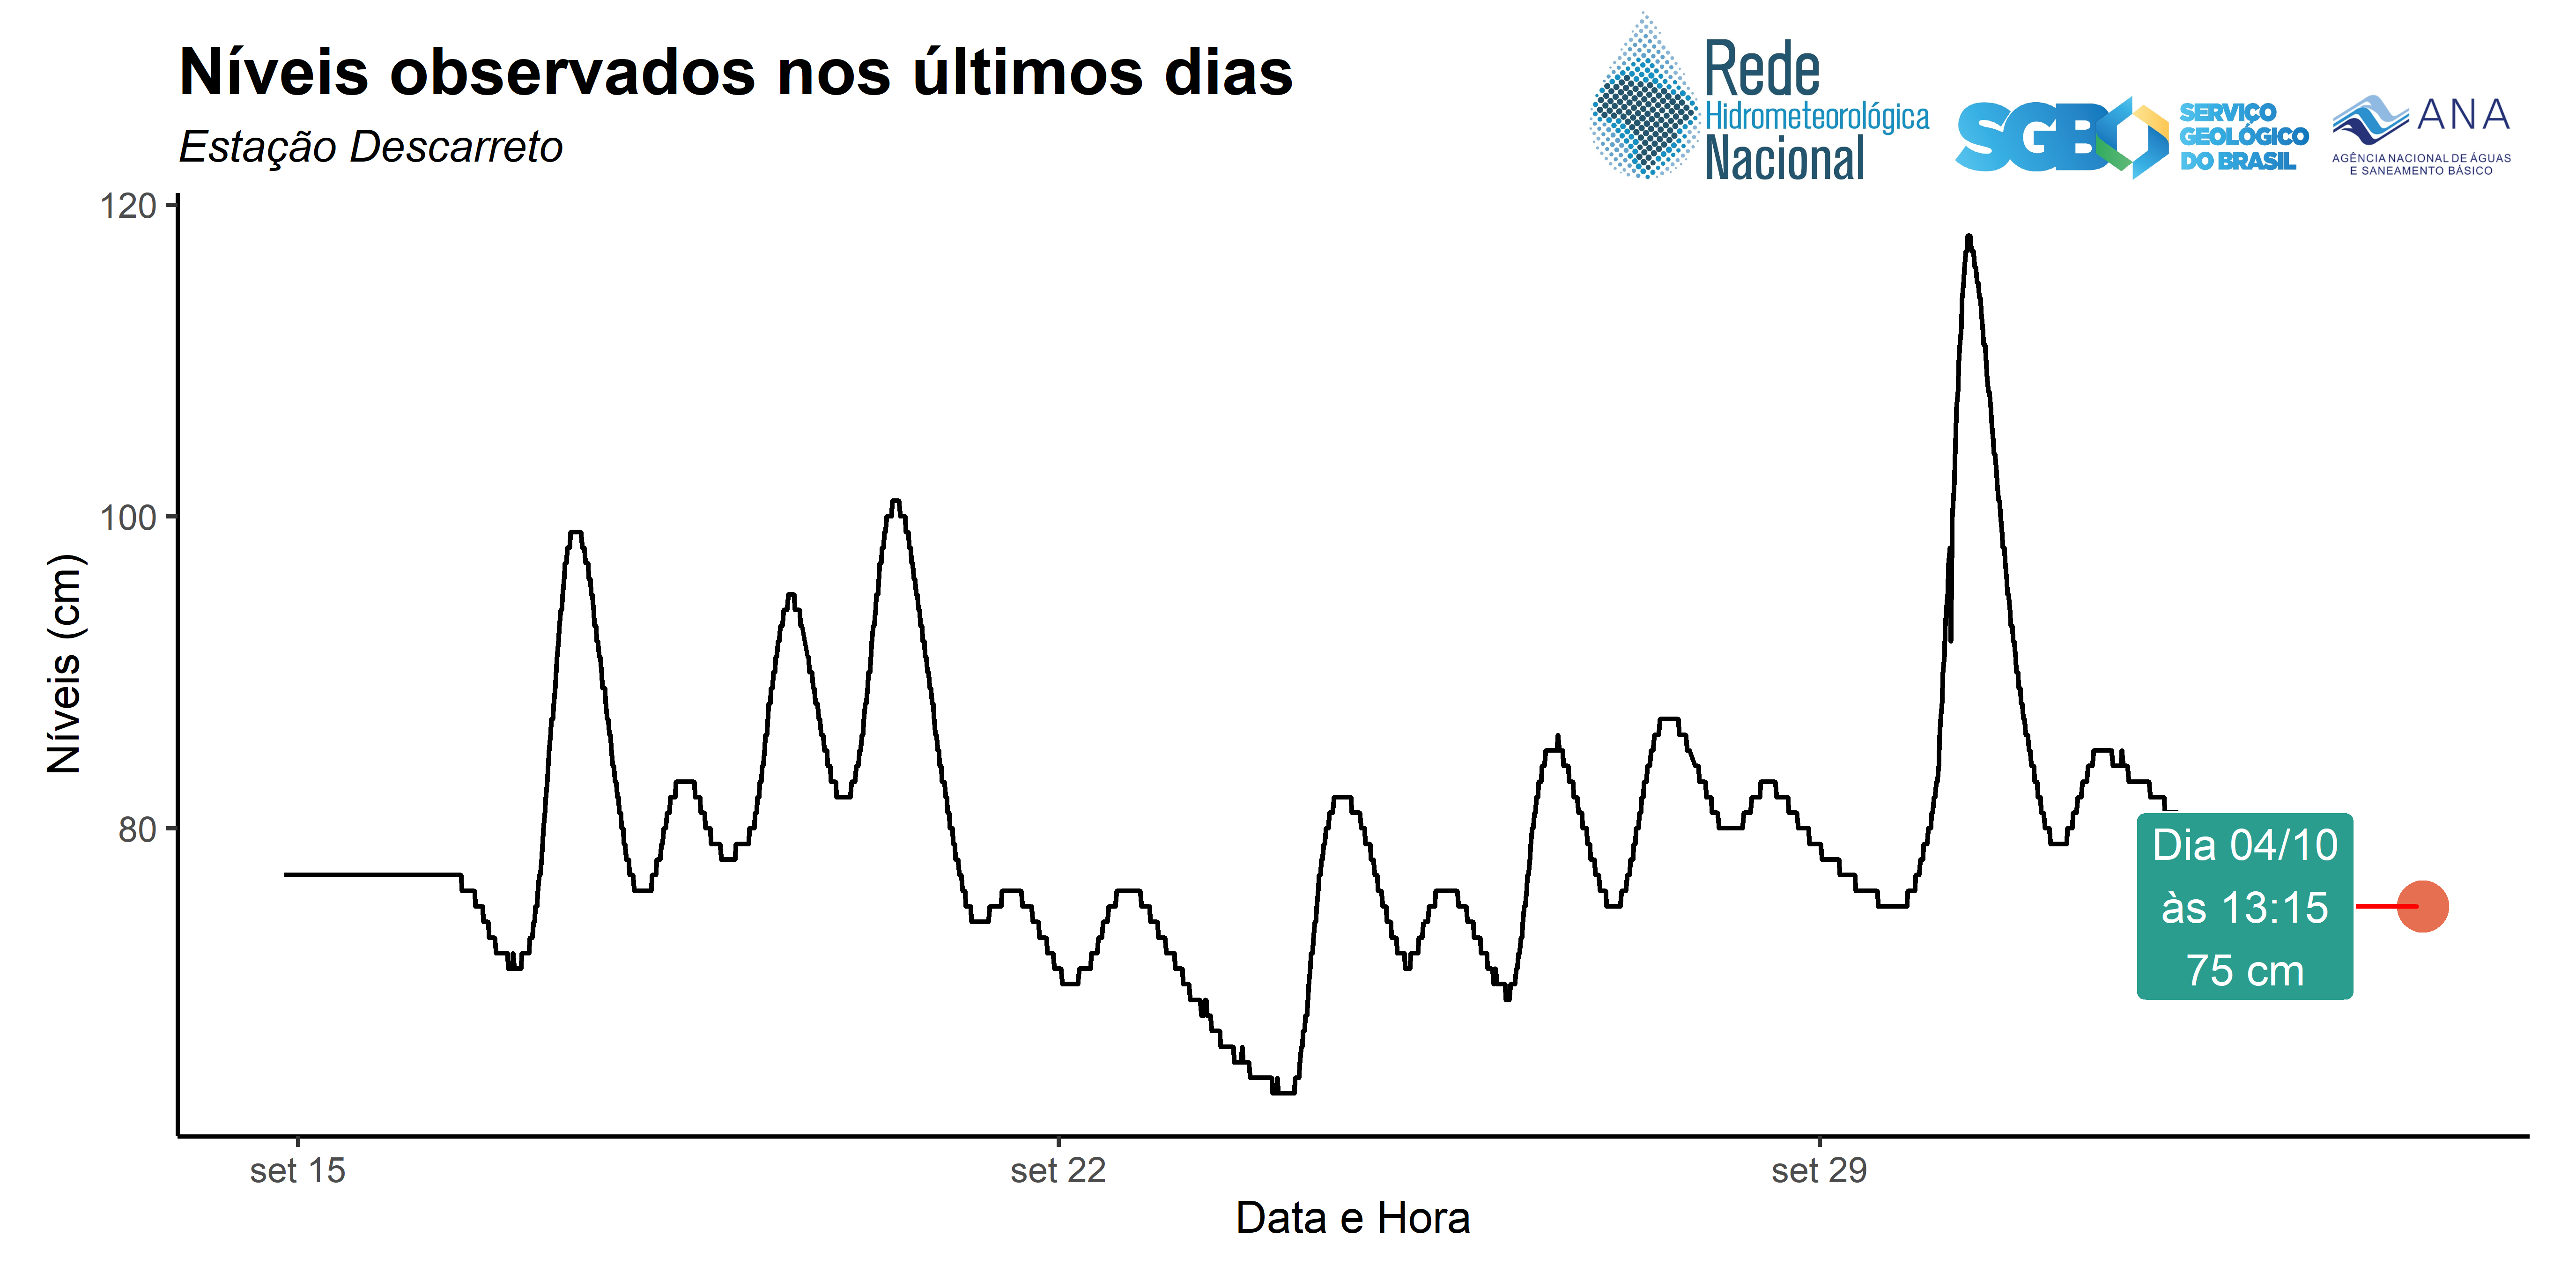 Níveis observados nos últimos dias
Estação Descarreto
Rede
Hidrometeorológica
Nacional
SGB
SERVIÇO
GEOLÓGICO
DO BRASIL
ANA
AGÊNCIA NACIONAL DE ÁGUAS
E SANEAMENTO BÁSICO
Níveis (cm)
120
100
80
Dia 04/10
às 13:15
75 cm
set 15
set 22
set 29
Data e Hora